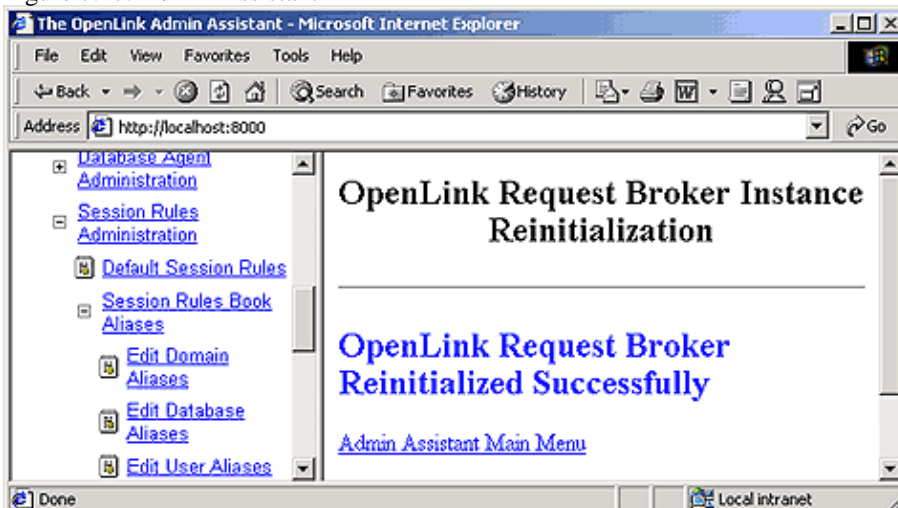 The OpenLink Admin Assistant - Microsoft Internet Explorer
File Edit View Favorites Tools Help
Back Search Favorites History
Address http://localhost:8000 Go
Database Agent
Administration
Session Rules
Administration
Default Session Rules
Session Rules Book
Aliases
Edit Domain
Aliases
Edit Database
Aliases
Edit User Aliases
OpenLink Request Broker Instance
Reinitialization
OpenLink Request Broker
Reinitialized Successfully
Admin Assistant Main Menu
Done Local intranet